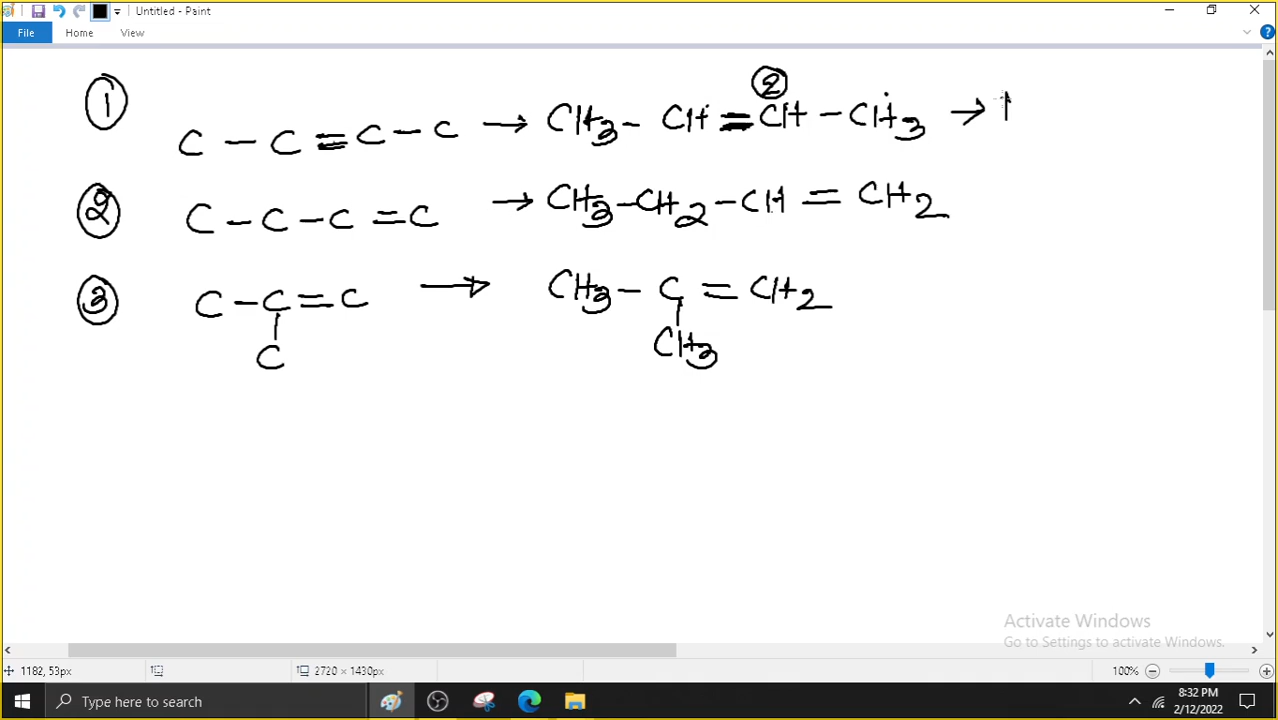 Untitled - Paint
File Home View
① C - C = C - C → CH3 - CH = CH - CH3 →
②
② C - C - C = C → CH3 - CH2 - CH = CH2
③ C - C = C → CH3 - C = CH2
C CH3
Activate Windows
Go to Settings to activate Windows.
1182, 53px 2720 × 1430px 100%
Type here to search
8:32 PM
2/12/2022